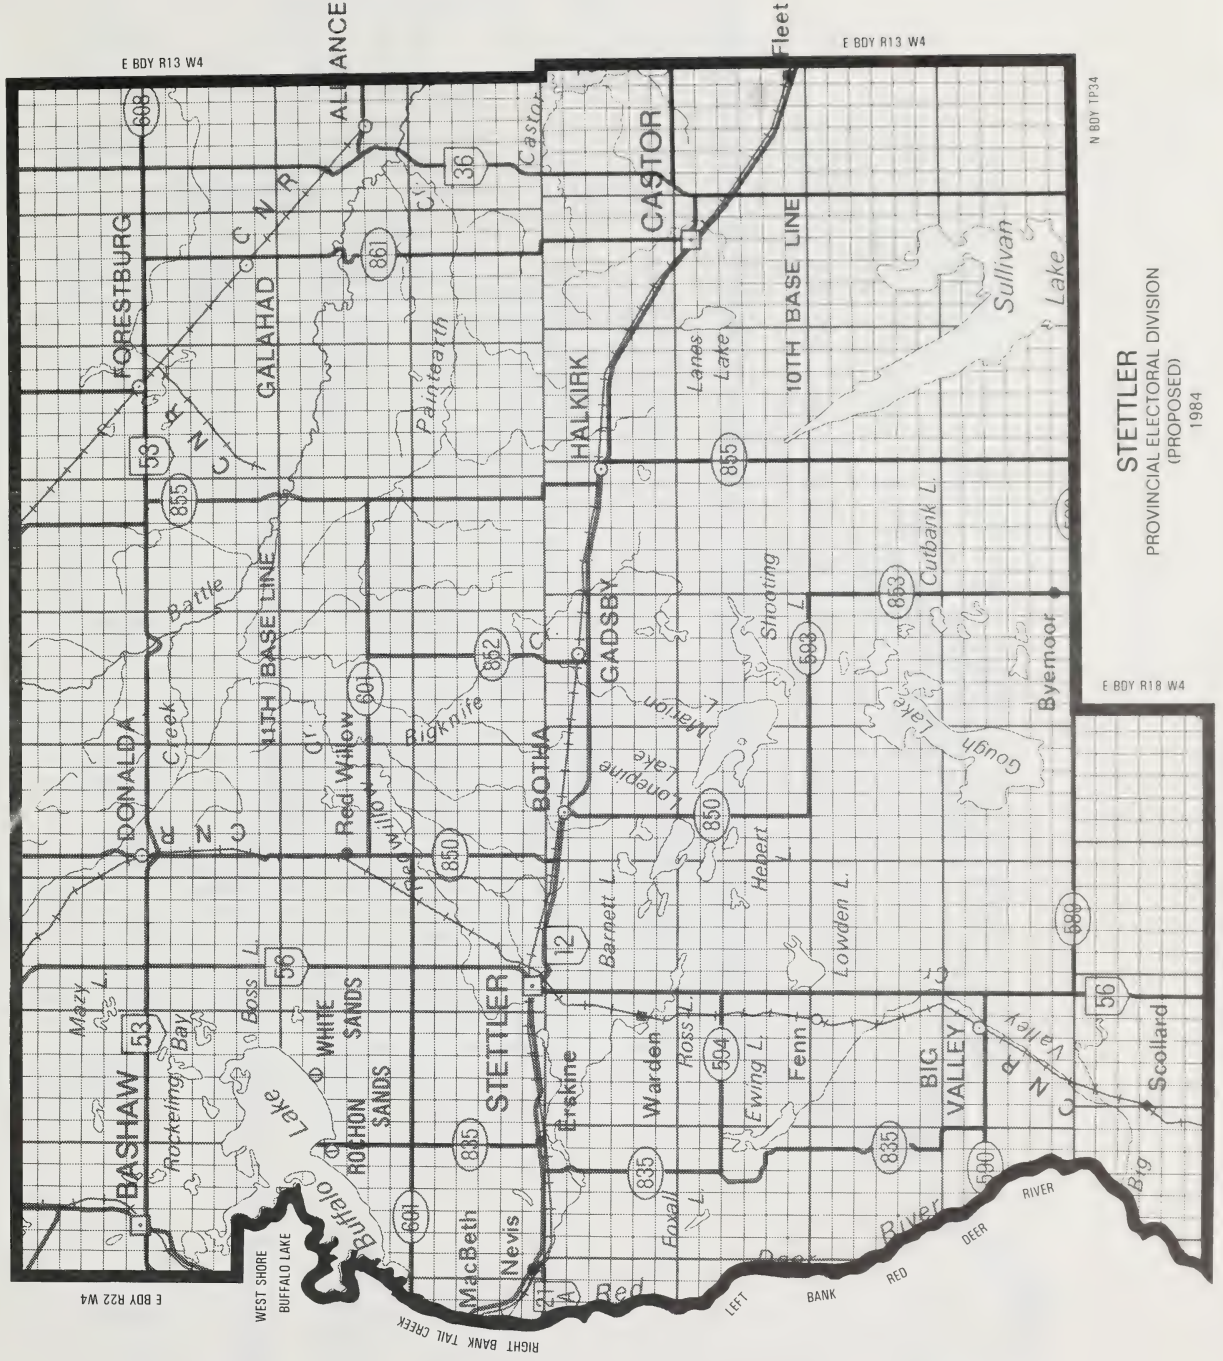 E BDY R13 W4
E BDY R13 W4
N BDY TP34
E BDY R18 W4
E BDY R22 W4
WEST SHORE
BUFFALO LAKE
RIGHT BANK TAIL CREEK
LEFT BANK RED DEER RIVER
BASHAW
53
Mazy L.
DONALDA
855
53
FORESTBURG
608
Rockeling Bay
Boss L.
56
Creek
Battle
C N R
C N R
GALAHAD
C N R
ALLIANCE
Buffalo Lake
WHITE SANDS
ROCHON SANDS
11TH BASE LINE
Cr
Red Willow
Red Willow
601
601
861
Cr
36
Castor
835
850
Bigknife
852
C
Paintearth
MacBeth
Nevis
STETTLER
Erskine
12
BOTHA
GADSBY
HALKIRK
CASTOR
Fleet
21 A
835
Warden
Barnett L.
Lonepine Lake
Marion L.
Lanes Lake
Foxall L.
Ross L.
594
Ewing L.
850
Hebert L.
Shooting L.
593
855
10TH BASE LINE
Fenn
Lowden L.
Red Deer River
835
BIG VALLEY
590
Lake
Gough
853
Cutbank L.
Sullivan Lake
C N R
Valley
Big
589
56
Scollard
Byemoor
STETTLER
PROVINCIAL ELECTORAL DIVISION
(PROPOSED)
1984